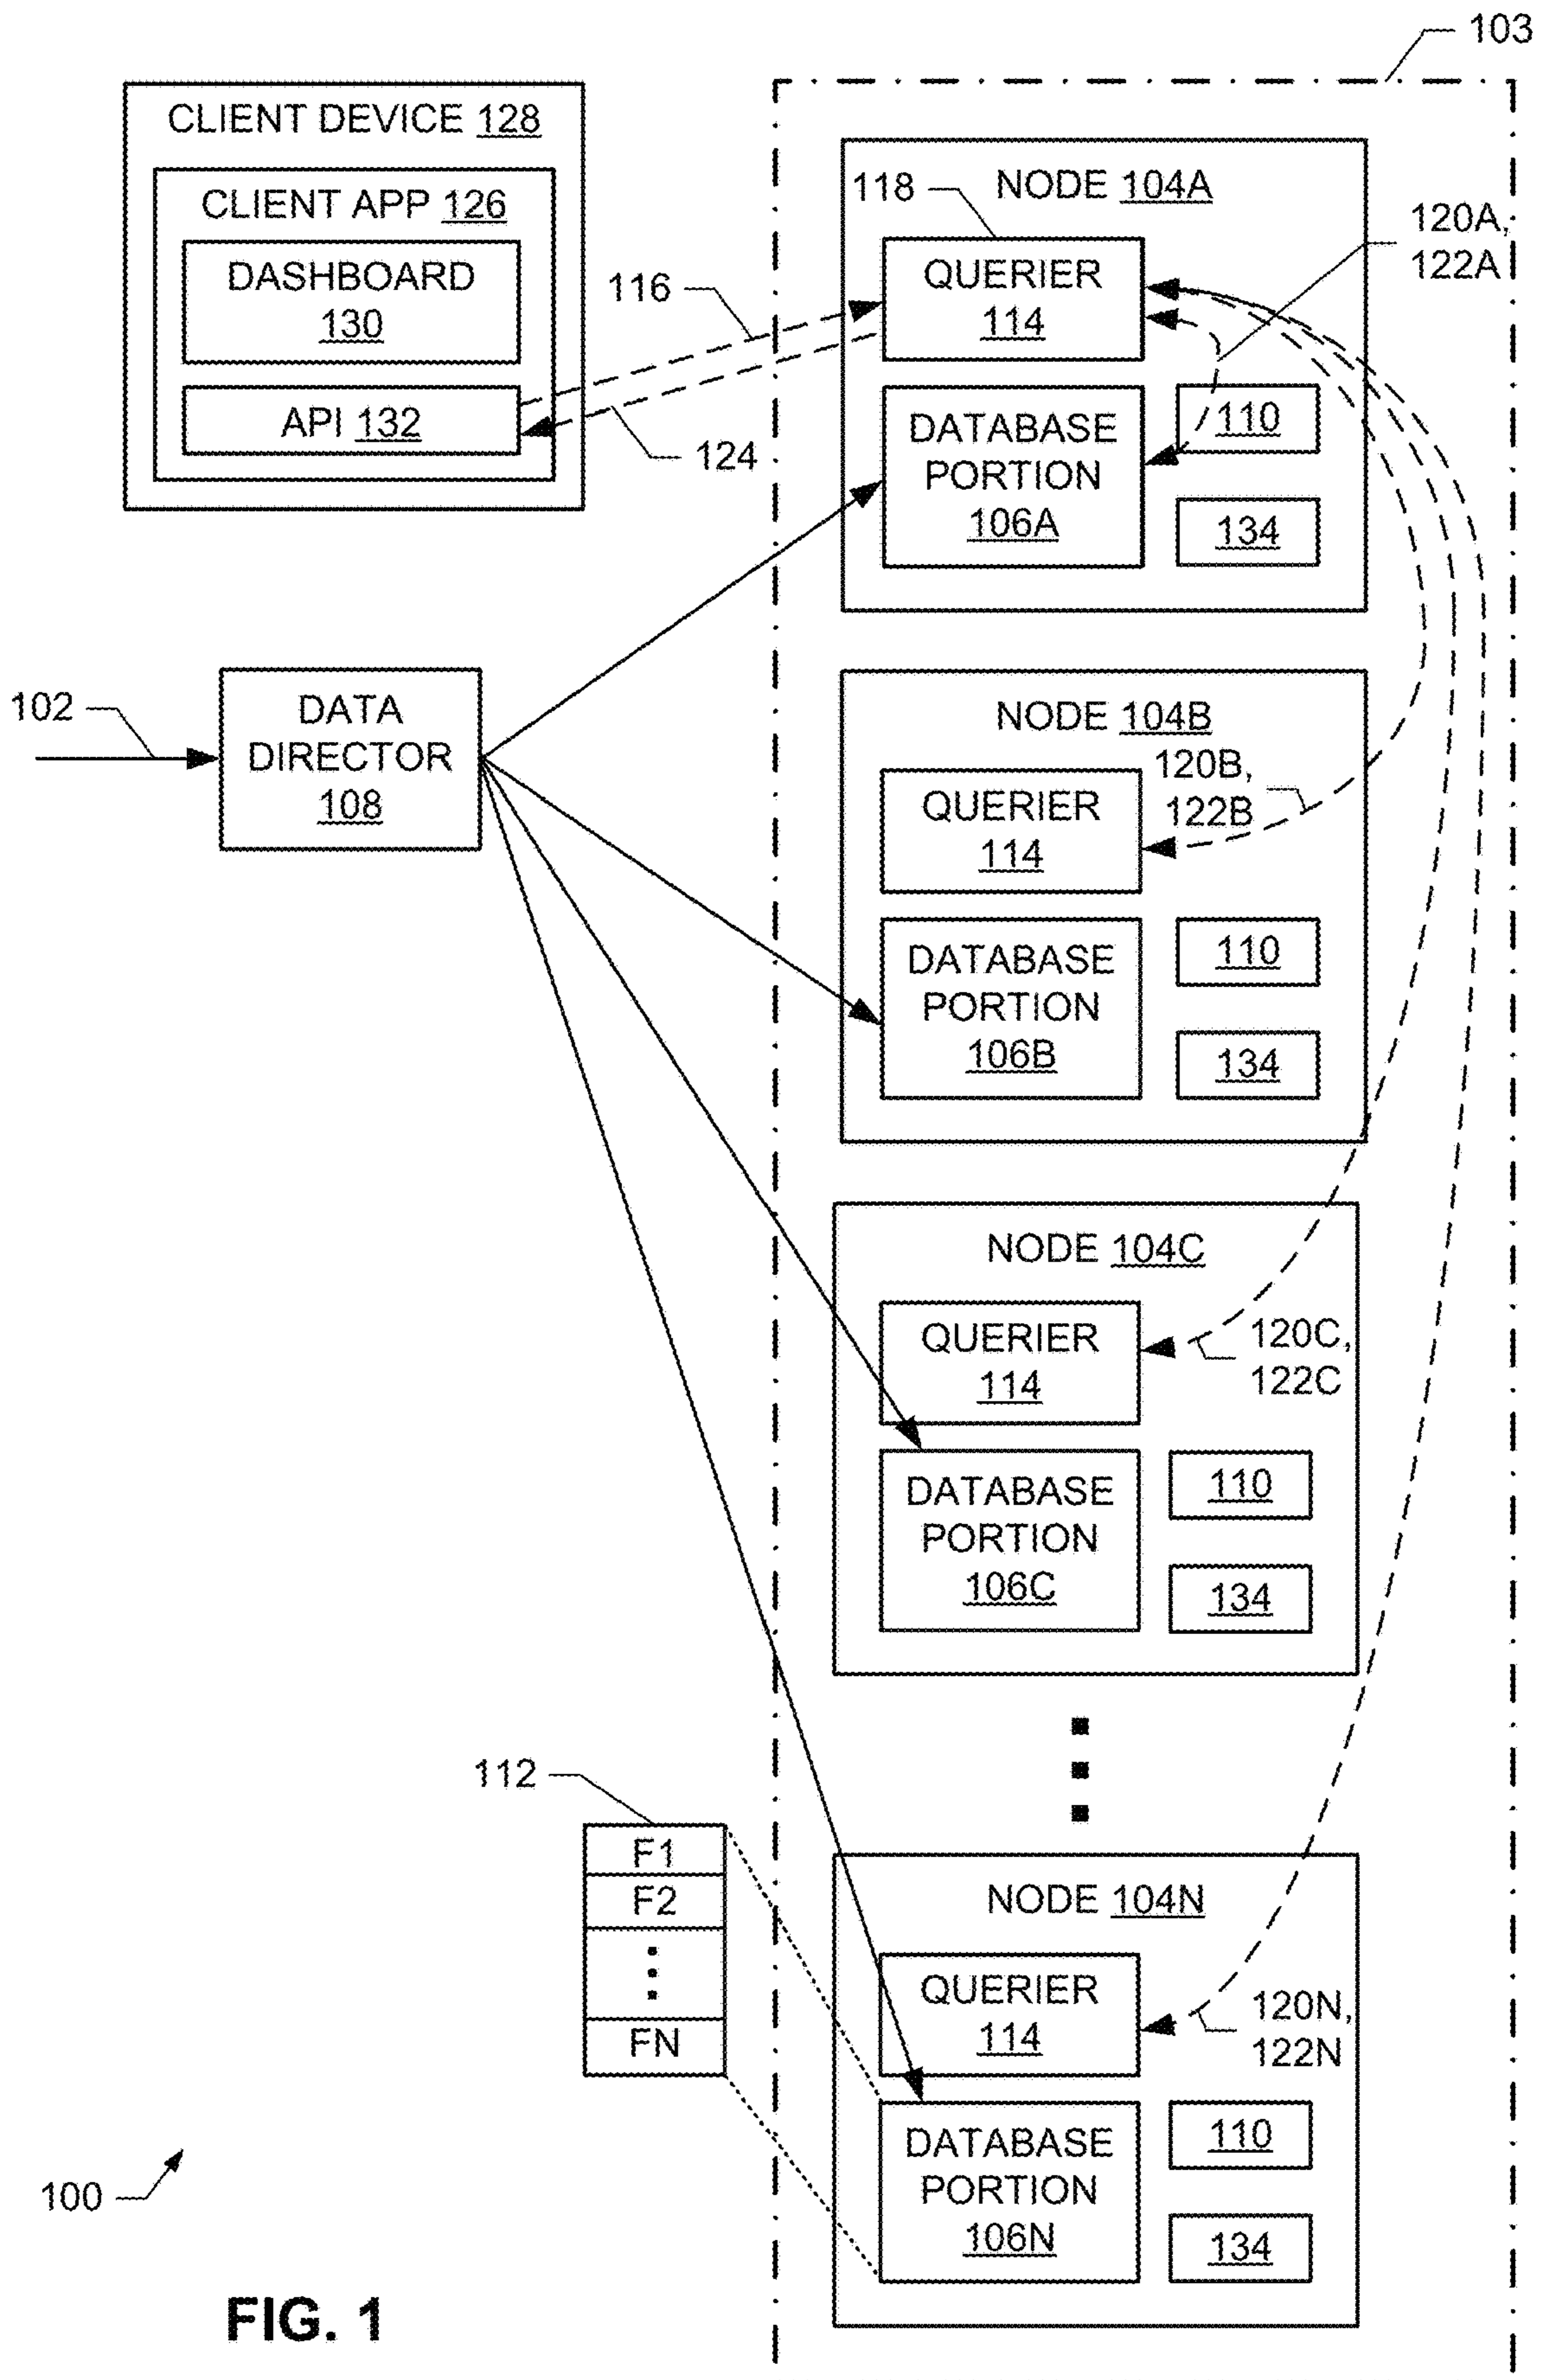 103
CLIENT DEVICE 128
CLIENT APP 126
DASHBOARD
130
API 132
116
124
118
NODE 104A
QUERIER
114
120A,
122A
DATABASE
PORTION
106A
110
134
102
DATA
DIRECTOR
108
NODE 104B
QUERIER
114
120B,
122B
DATABASE
PORTION
106B
110
134
NODE 104C
QUERIER
114
120C,
122C
DATABASE
PORTION
106C
110
134
112
F1
F2
FN
NODE 104N
QUERIER
114
120N,
122N
DATABASE
PORTION
106N
110
134
100
FIG. 1